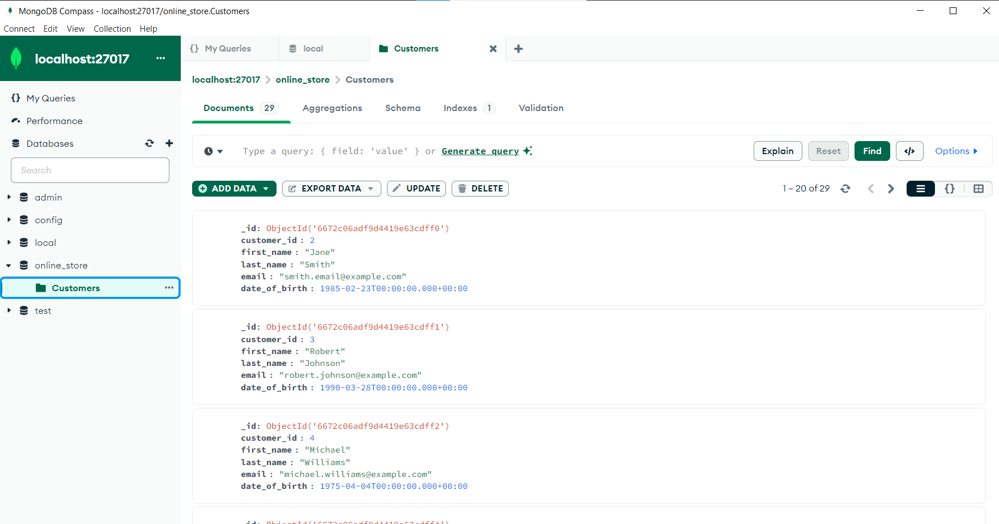 MongoDB Compass - localhost:27017/online_store.Customers
Connect Edit View Collection Help
localhost:27017 ...
My Queries
Performance
Databases
Search
admin
config
local
online_store
Customers ...
test
{} My Queries local Customers
localhost:27017 > online_store > Customers
Documents 29 Aggregations Schema Indexes 1 Validation
Type a query: { field: 'value' } or Generate query Explain Reset Find </> Options
ADD DATA EXPORT DATA UPDATE DELETE 1 – 20 of 29 {}
_id: ObjectId('6672c06adf9d4419e63cdff0')
customer_id : 2
first_name : "Jane"
last_name : "Smith"
email : "smith.email@example.com"
date_of_birth : 1985-02-23T00:00:00.000+00:00
_id: ObjectId('6672c06adf9d4419e63cdff1')
customer_id : 3
first_name : "Robert"
last_name : "Johnson"
email : "robert.johnson@example.com"
date_of_birth : 1990-03-28T00:00:00.000+00:00
_id: ObjectId('6672c06adf9d4419e63cdff2')
customer_id : 4
first_name : "Michael"
last_name : "Williams"
email : "michael.williams@example.com"
date_of_birth : 1975-04-04T00:00:00.000+00:00